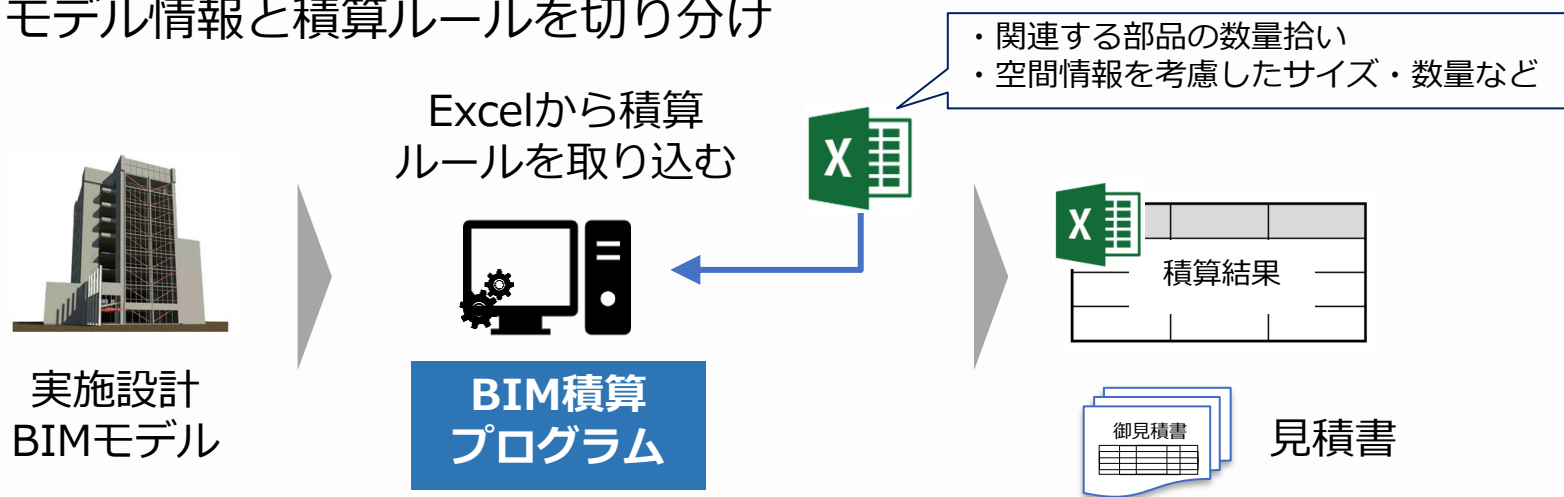 モデル情報と積算ルールを切り分け
・関連する部品の数量拾い
・空間情報を考慮したサイズ・数量など
Excelから積算
ルールを取り込む
X
X
積算結果
実施設計
BIMモデル
BIM積算
プログラム
御見積書
見積書